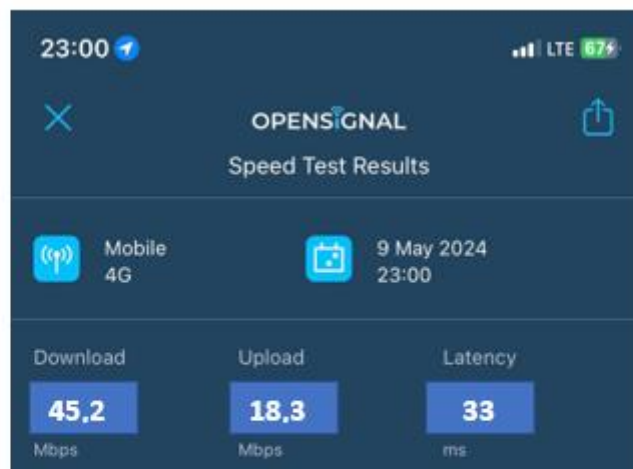 23:00 LTE 67
OPENSIGNAL
Speed Test Results
Mobile 9 May 2024
4G 23:00
Download Upload Latency
45,2 18,3 33
Mbps Mbps ms